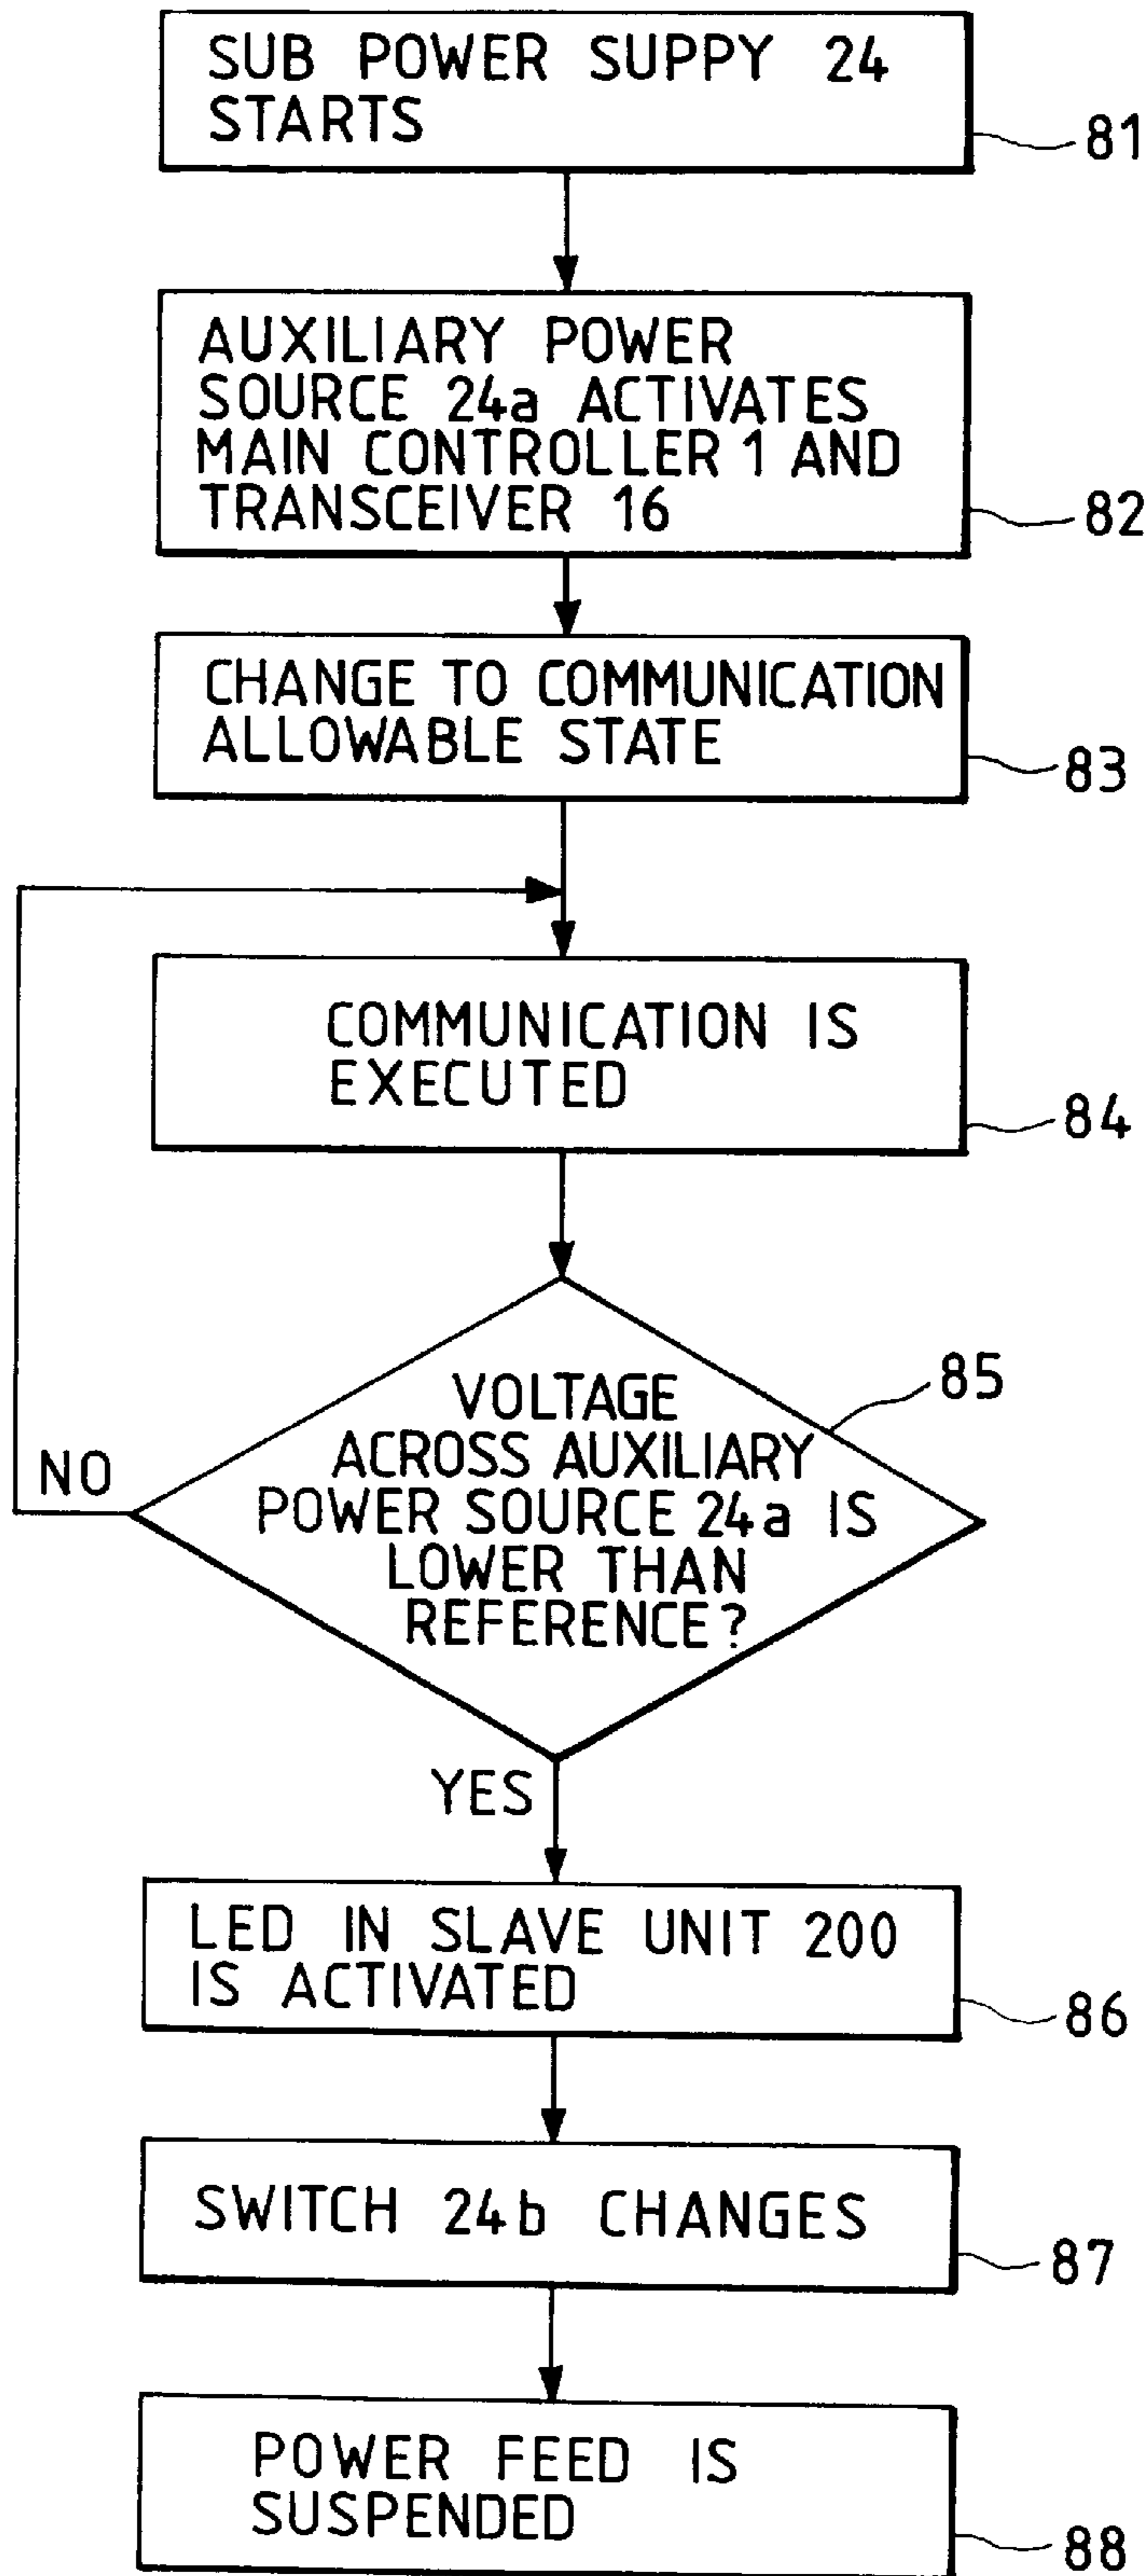 SUB POWER SUPPY 24
STARTS
81
AUXILIARY POWER
SOURCE 24a ACTIVATES
MAIN CONTROLLER 1 AND
TRANSCEIVER 16
82
CHANGE TO COMMUNICATION
ALLOWABLE STATE
83
COMMUNICATION IS
EXECUTED
84
VOLTAGE
ACROSS AUXILIARY
POWER SOURCE 24a IS
LOWER THAN
REFERENCE?
85
NO
YES
LED IN SLAVE UNIT 200
IS ACTIVATED
86
SWITCH 24b CHANGES
87
POWER FEED IS
SUSPENDED
88